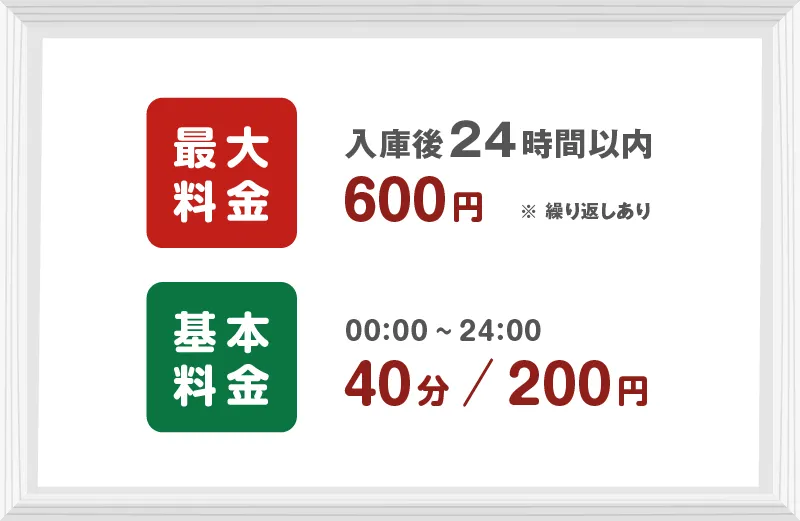 最大
料金
入庫後24時間以内
600円 ※ 繰り返しあり
基本
料金
00:00 ~ 24:00
40分／200円